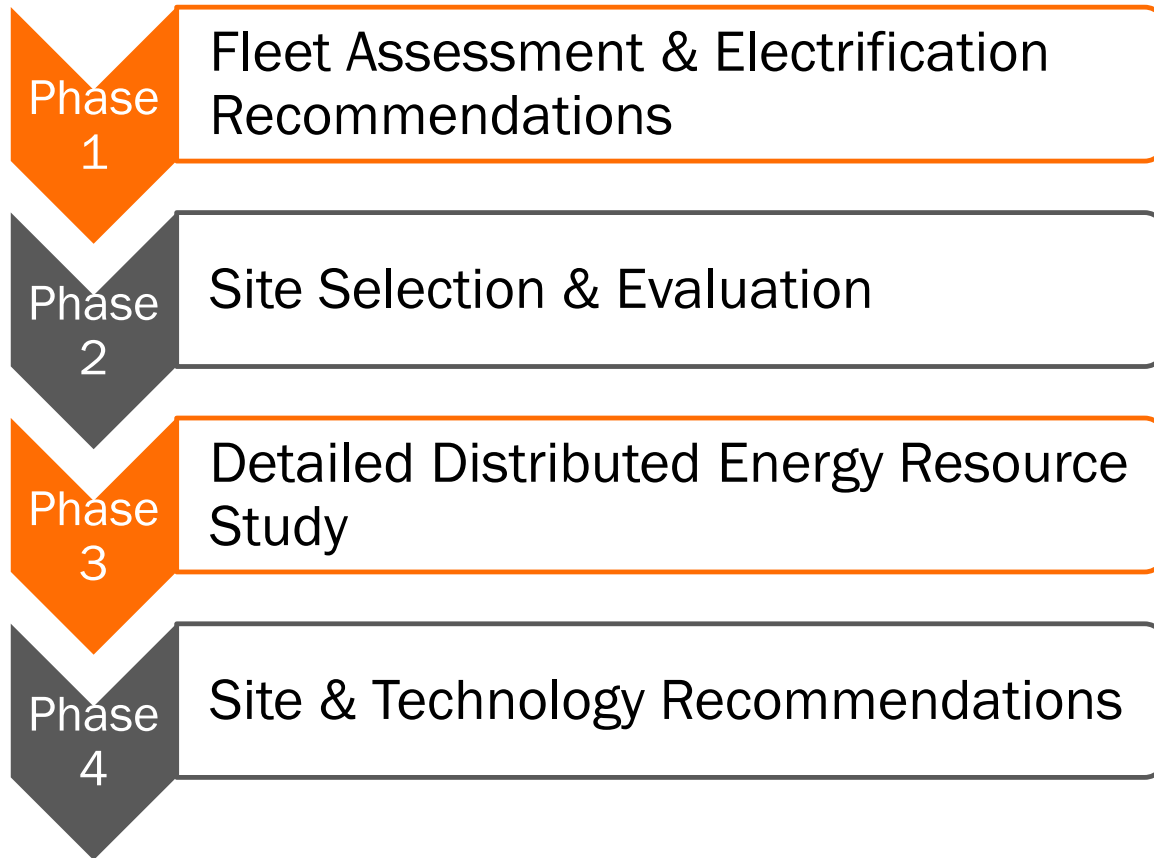 Phase
1
Fleet Assessment & Electrification
Recommendations
Phase
2
Site Selection & Evaluation
Phase
3
Detailed Distributed Energy Resource
Study
Phase
4
Site & Technology Recommendations